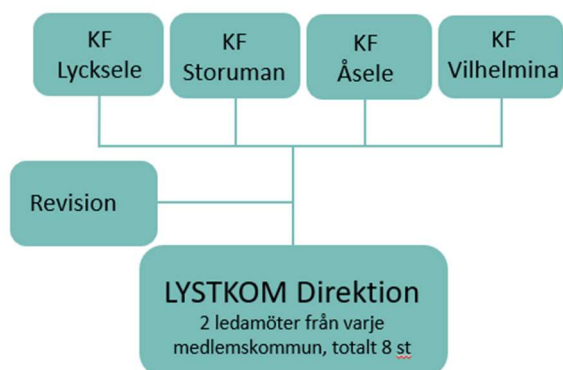 KF
Lycksele
KF
Storuman
KF
Åsele
KF
Vilhelmina
Revision
LYSTKOM Direktion
2 ledamöter från varje
medlemskommun, totalt 8 st